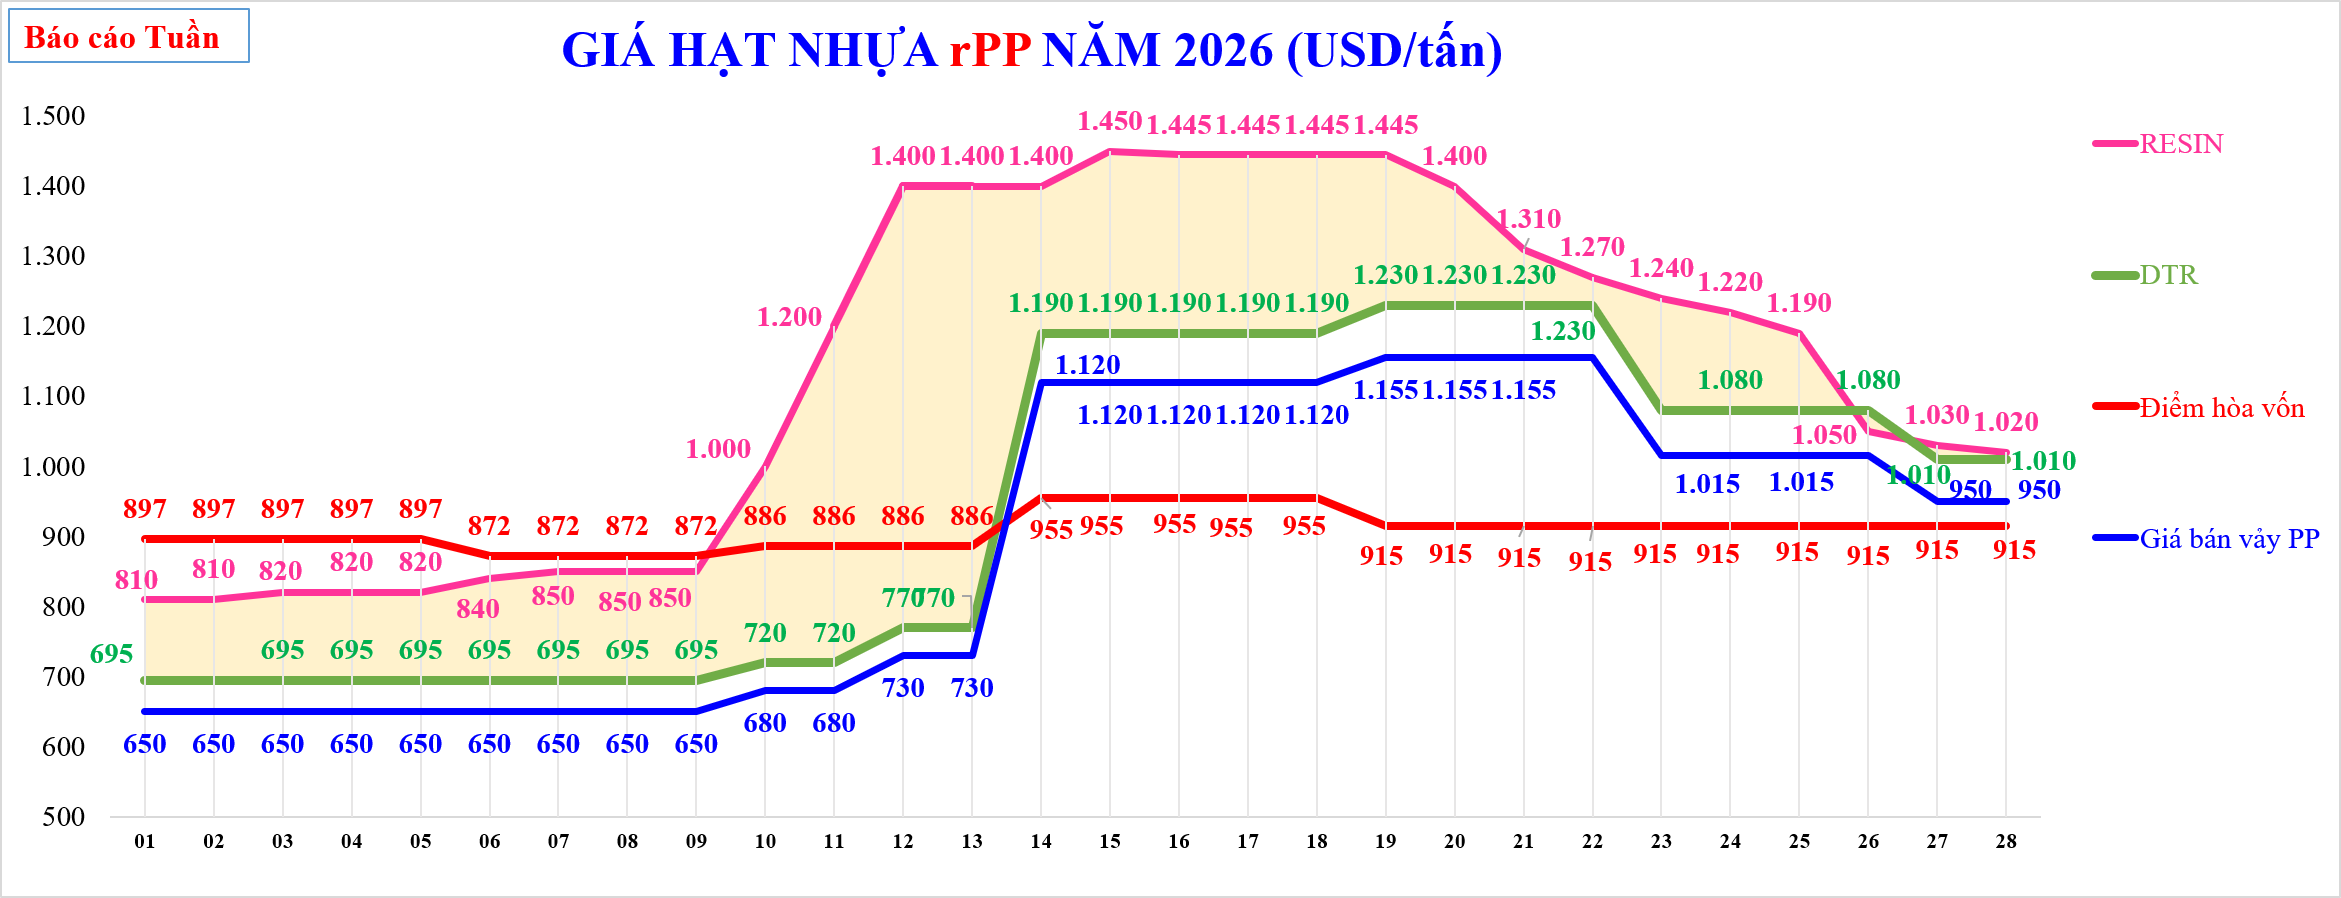 Báo cáo Tuần
GIÁ HẠT NHỰA rPP NĂM 2026 (USD/tấn)
1.500
1.400
1.300
1.200
1.100
1.000
900
800
700
600
500
810 810 820 820 820 840 850 850 850 1.000 1.200 1.400 1.400 1.400 1.450 1.445 1.445 1.445 1.445 1.400 1.310 1.270 1.240 1.220 1.190 1.050 1.030 1.020
695 695 695 695 695 695 695 695 720 720 770 770 1.190 1.190 1.190 1.190 1.190 1.230 1.230 1.230 1.230 1.080 1.080 1.010 1.010
897 897 897 897 897 872 872 872 872 886 886 886 886 955 955 955 955 955 915 915 915 915 915 915 915 915 915 915
650 650 650 650 650 650 650 650 650 680 680 730 730 1.120 1.120 1.120 1.120 1.120 1.155 1.155 1.155 1.015 1.015 950 950
01 02 03 04 05 06 07 08 09 10 11 12 13 14 15 16 17 18 19 20 21 22 23 24 25 26 27 28
RESIN
DTR
Điểm hòa vốn
Giá bán vảy PP